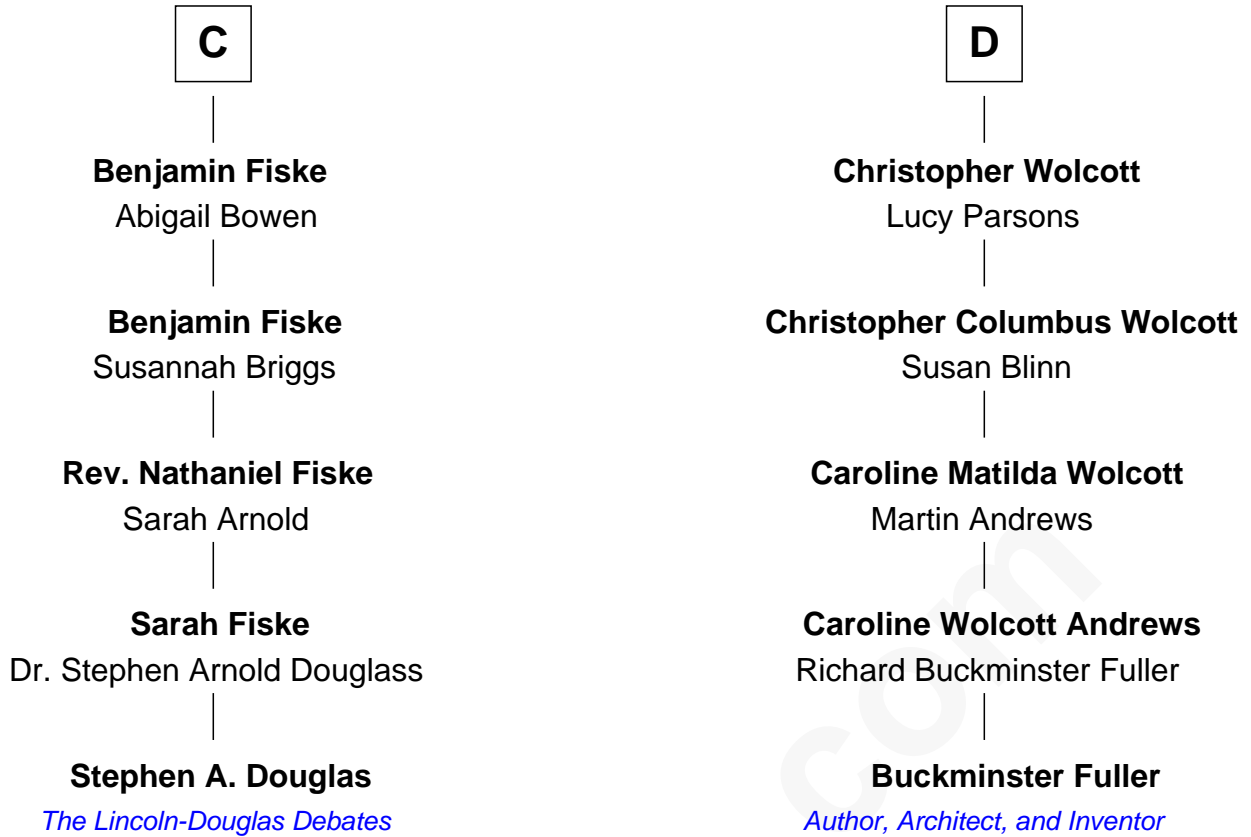 C
Benjamin Fiske
Abigail Bowen
Benjamin Fiske
Susannah Briggs
Rev. Nathaniel Fiske
Sarah Arnold
Sarah Fiske
Dr. Stephen Arnold Douglass
Stephen A. Douglas
The Lincoln-Douglas Debates
D
Christopher Wolcott
Lucy Parsons
Christopher Columbus Wolcott
Susan Blinn
Caroline Matilda Wolcott
Martin Andrews
Caroline Wolcott Andrews
Richard Buckminster Fuller
Buckminster Fuller
Author, Architect, and Inventor
com